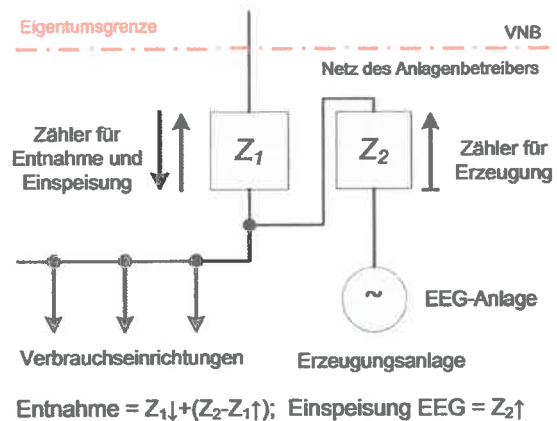 Eigentumsgrenze
VNB
Netz des Anlagenbetreibers
Zähler für
Entnahme und
Einspeisung
Z₁
Z₂
Zähler für
Erzeugung
~
EEG-Anlage
Verbrauchseinrichtungen
Erzeugungsanlage
Entnahme = Z₁↓+(Z₂-Z₁↑); Einspeisung EEG = Z₂↑